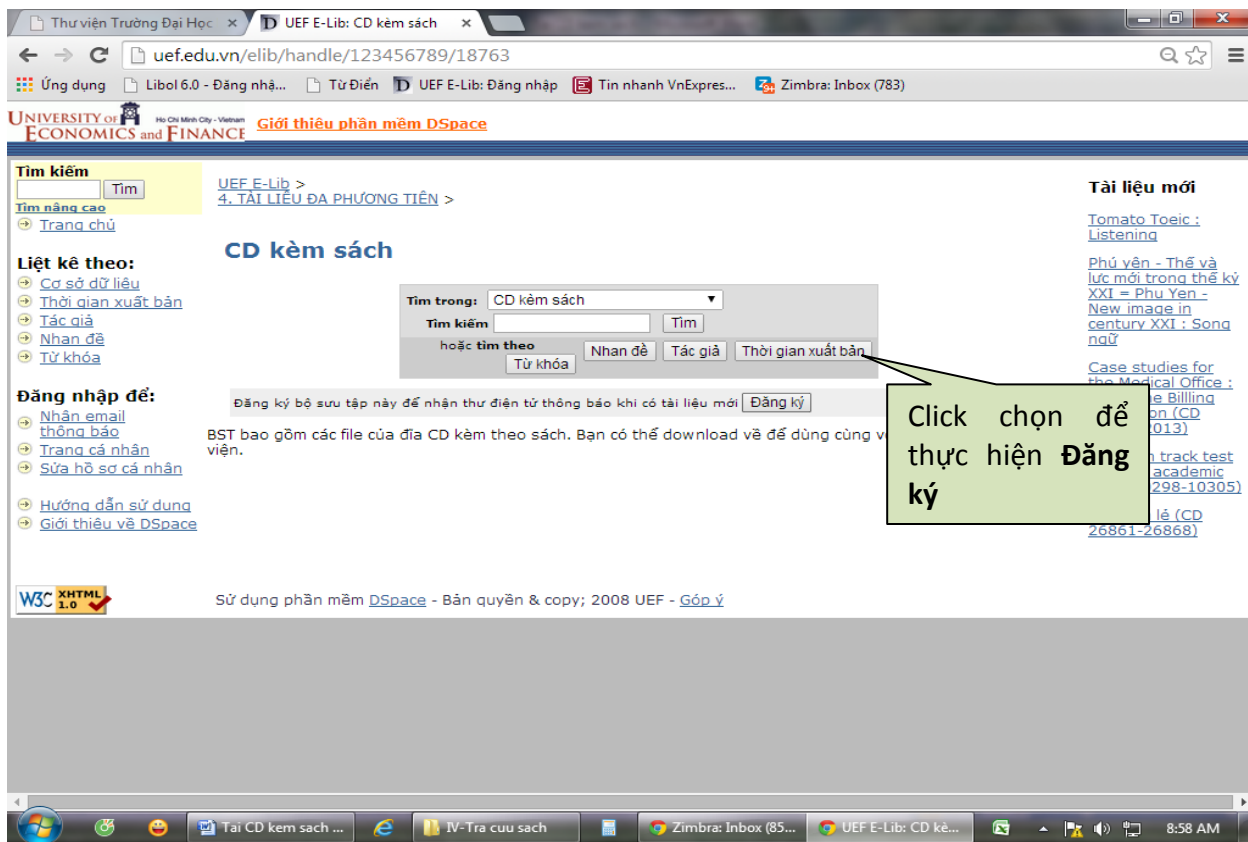 Thư viện Trường Đại Học
UEF E-Lib: CD kèm sách
uef.edu.vn/elib/handle/123456789/18763
Ứng dụng
Libol 6.0 - Đăng nhậ...
Từ Điển
UEF E-Lib: Đăng nhập
Tin nhanh VnExpres...
Zimbra: Inbox (783)
UNIVERSITY OF
Ho Chi Minh City - Vietnam
ECONOMICS and FINANCE
Giới thiệu phần mềm DSpace
Tìm kiếm
Tìm
Tìm nâng cao
Trang chủ
Liệt kê theo:
Cơ sở dữ liệu
Thời gian xuất bản
Tác giả
Nhan đề
Từ khóa
Đăng nhập để:
Nhận email
thông báo
Trang cá nhân
Sửa hồ sơ cá nhân
Hướng dẫn sử dụng
Giới thiệu về DSpace
W3C XHTML
1.0
UEF E-Lib >
4. TÀI LIỆU ĐA PHƯƠNG TIỆN >
CD kèm sách
Tìm trong: CD kèm sách
Tìm kiếm Tìm
hoặc tìm theo Nhan đề Tác giả Thời gian xuất bản
Từ khóa
Đăng ký bộ sưu tập này để nhận thư điện tử thông báo khi có tài liệu mới Đăng ký
BST bao gồm các file của đĩa CD kèm theo sách. Bạn có thể download về để dùng cùng
viện.
Click chọn để
thực hiện Đăng
ký
Sử dụng phần mềm DSpace - Bản quyền & copy; 2008 UEF - Góp ý
Tài liệu mới
Tomato Toeic :
Listening
Phú yên - Thế và
lực mới trong thế kỷ
XXI = Phu Yen -
New image in
century XXI : Song
ngữ
Case studies for
the Medical Office :
Billling
(CD
2013)
track test
academic
298-10305)
lẻ (CD
26861-26868)
Tai CD kem sach ...
IV-Tra cuu sach
Zimbra: Inbox (85...
UEF E-Lib: CD kè...
8:58 AM